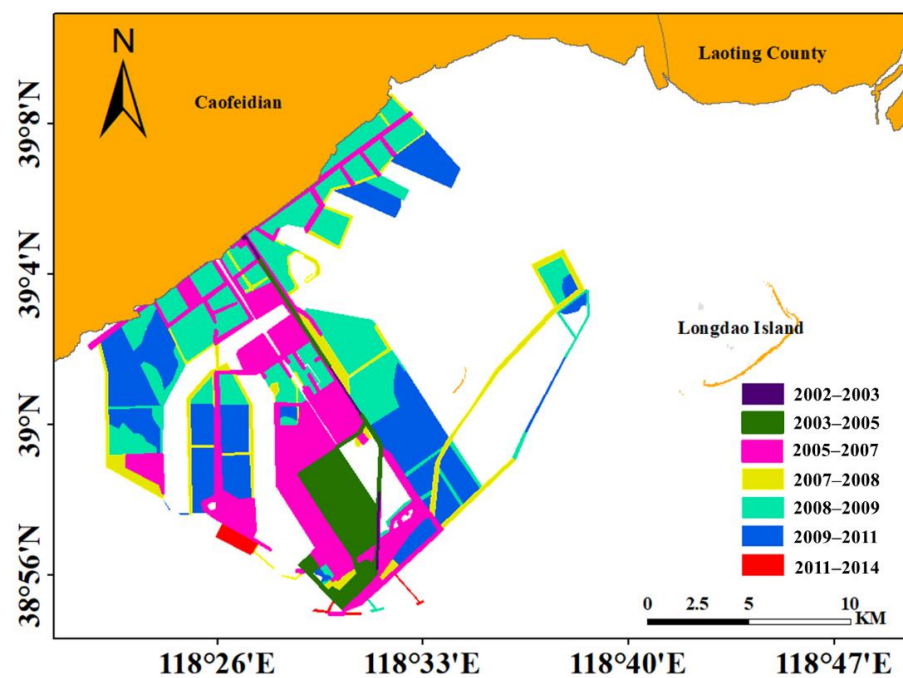 N
Laoting County
Caofeidian
39°8'N
39°4'N
39°N
38°56'N
Longdao Island
2002–2003
2003–2005
2005–2007
2007–2008
2008–2009
2009–2011
2011–2014
0 2.5 5 10
KM
118°26'E 118°33'E 118°40'E 118°47'E